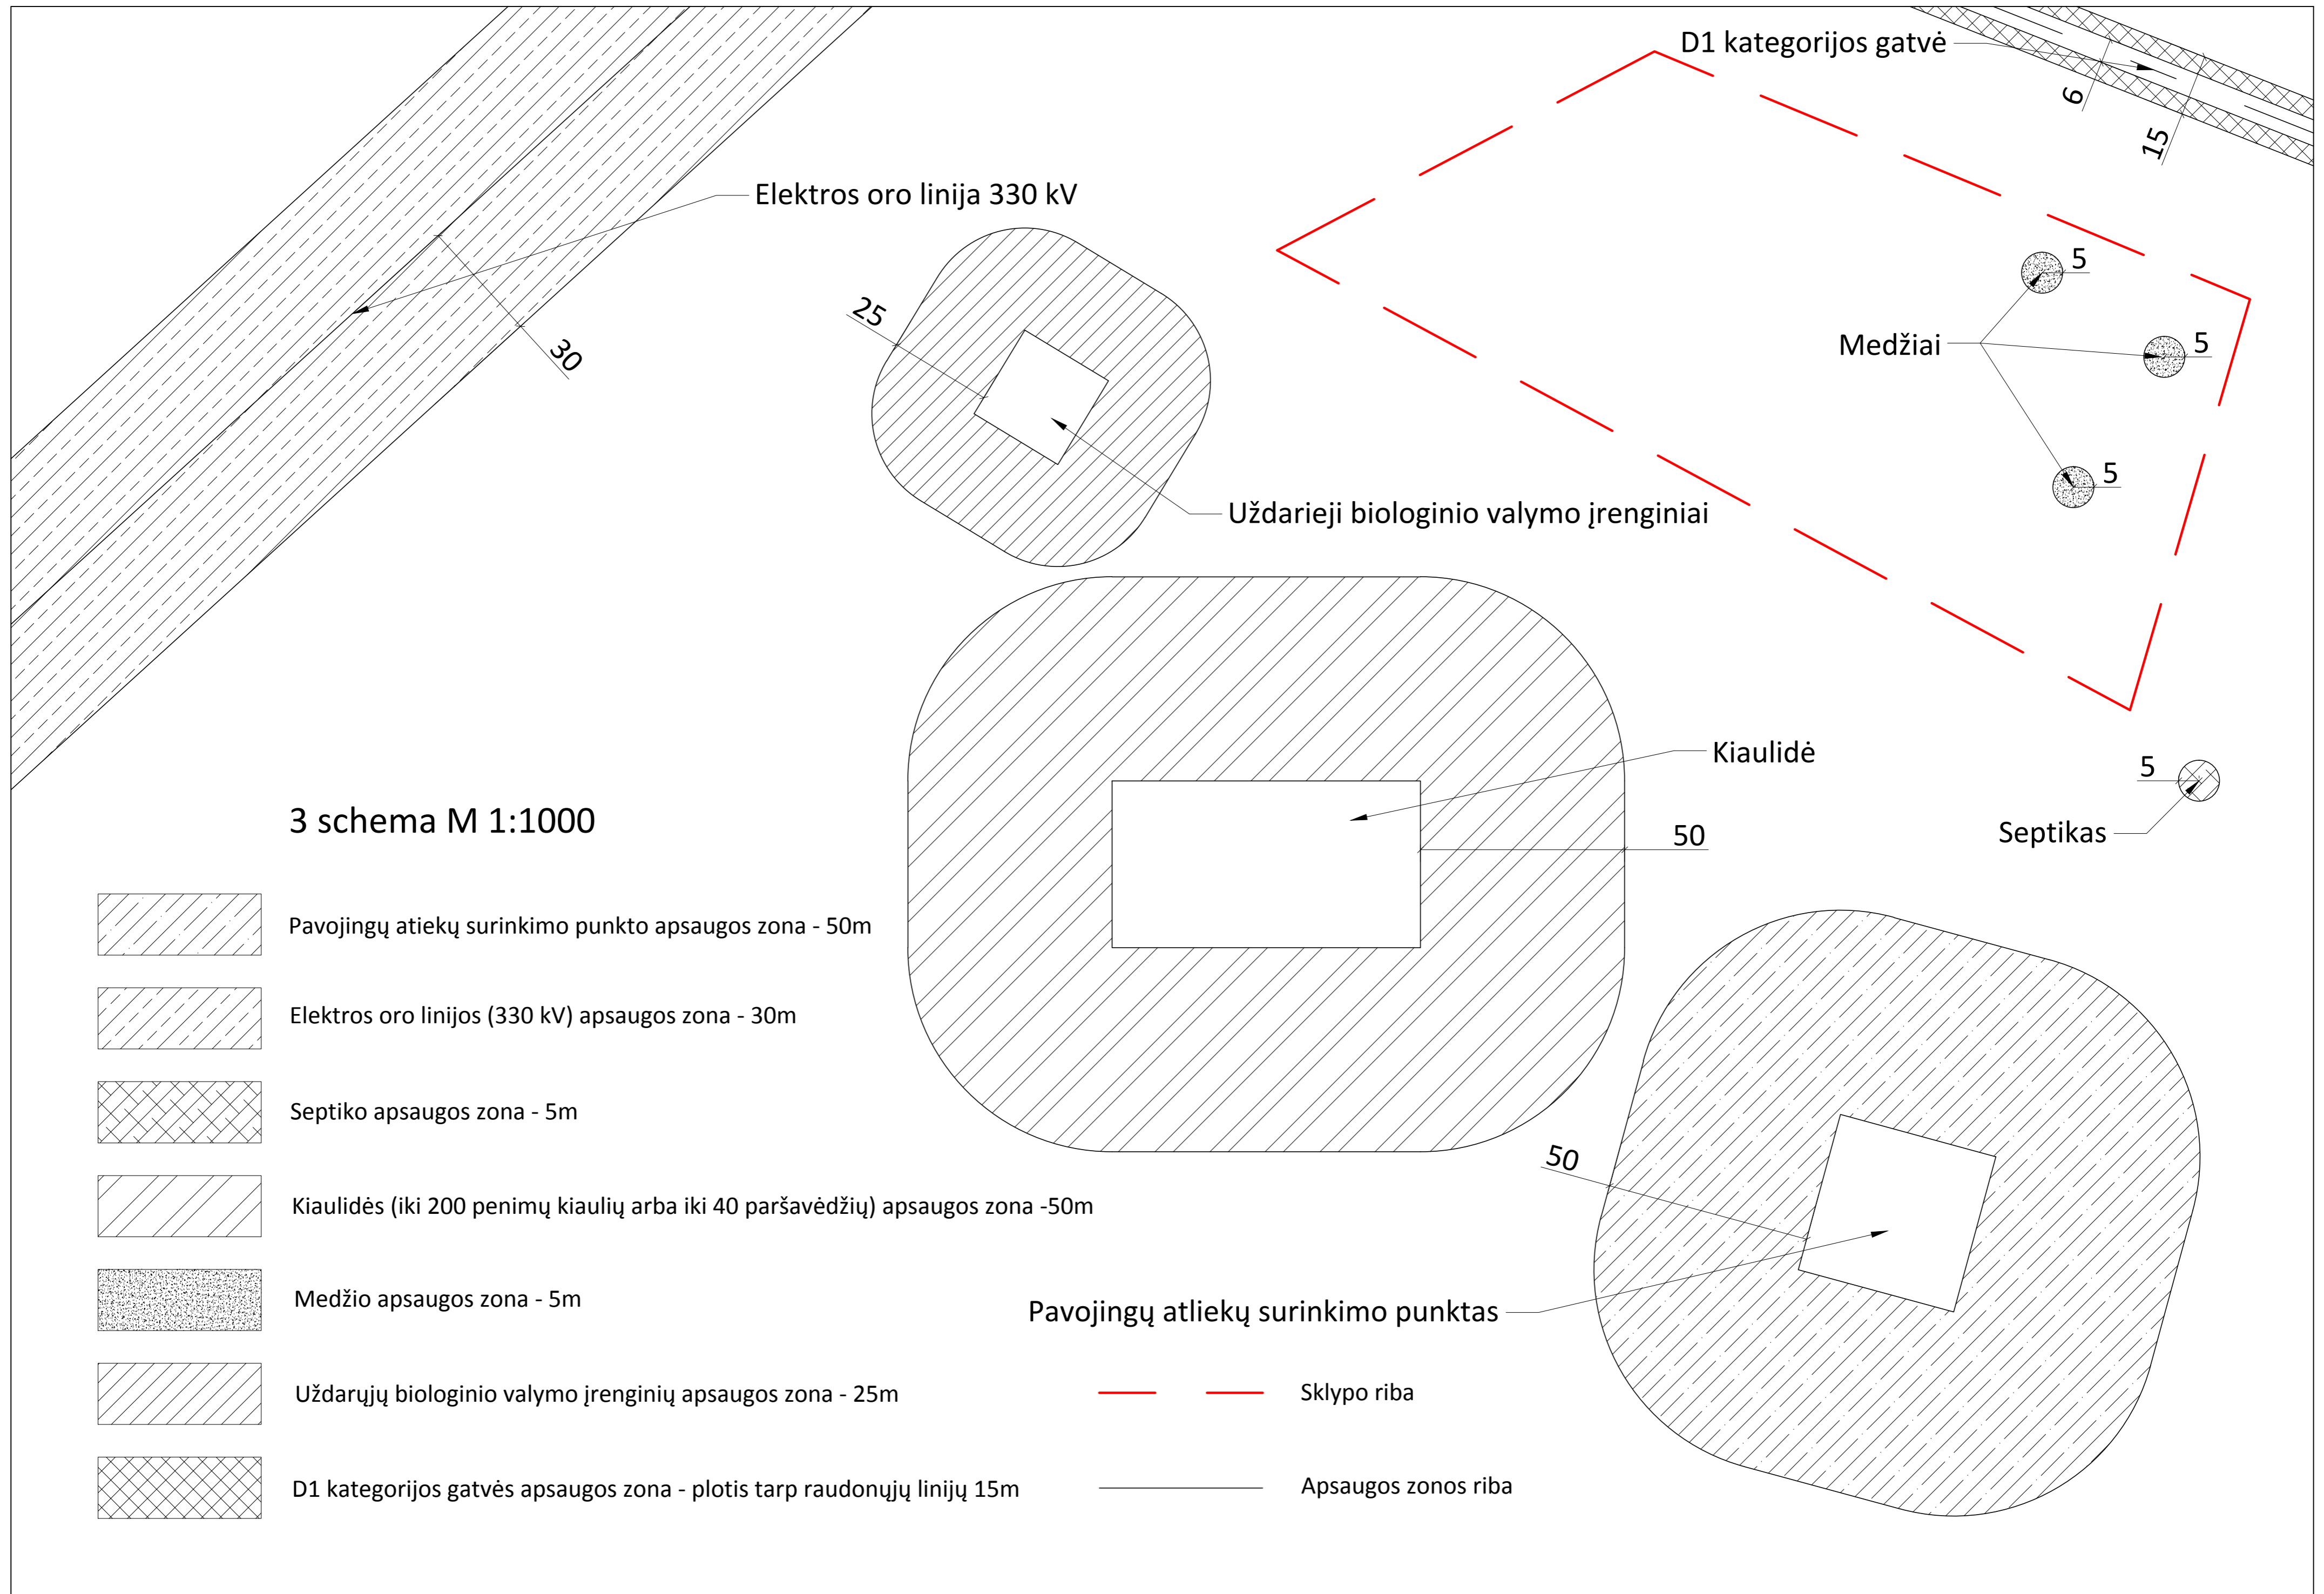 D1 kategorijos gatvė
6
15
Elektros oro linija 330 kV
30
25
5
5
5
Medžiai
Uždarieji biologinio valymo įrenginiai
Kiaulidė
50
5
Septikas
3 schema M 1:1000
Pavojingų atiekų surinkimo punkto apsaugos zona - 50m
Elektros oro linijos (330 kV) apsaugos zona - 30m
Septiko apsaugos zona - 5m
Kiaulidės (iki 200 penimų kiaulių arba iki 40 paršavėdžių) apsaugos zona -50m
Medžio apsaugos zona - 5m
Uždarųjų biologinio valymo įrenginių apsaugos zona - 25m
D1 kategorijos gatvės apsaugos zona - plotis tarp raudonųjų linijų 15m
50
Pavojingų atliekų surinkimo punktas
Sklypo riba
Apsaugos zonos riba